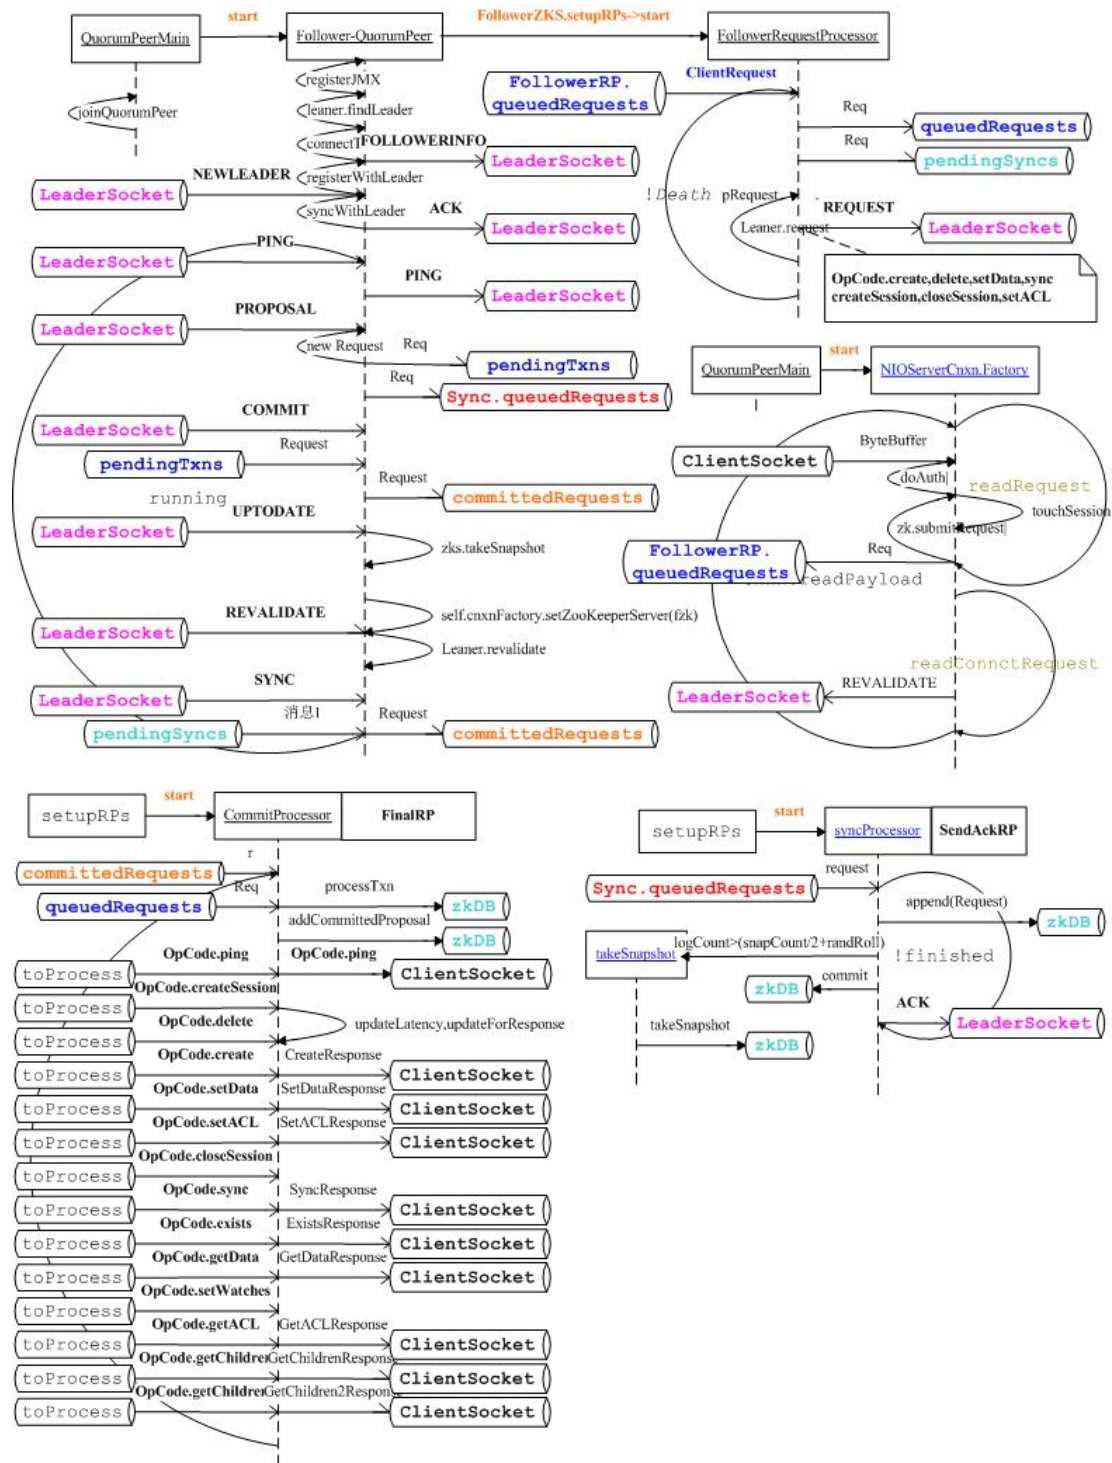 start
FollowerZKS.setupRPs->start
QuorumPeerMain
Follower-QuorumPeer
FollowerRequestProcessor
registerJMX
FollowerRP.
queuedRequests
ClientRequest
joinQuorumPeer
leaner.findLeader
Req
queuedRequests
FOLLOWERINFO
LeaderSocket
Req
pendingSyncs
NEWLEADER
LeaderSocket
registerWithLeader
!Death
pRequest
syncWithLeader
ACK
LeaderSocket
REQUEST
Leaner.request
LeaderSocket
PING
LeaderSocket
PING
LeaderSocket
OpCode.create,delete,setData,sync
createSession,closeSession,setACL
PROPOSAL
LeaderSocket
new Request
Req
pendingTxns
Req
Sync.queuedRequests
start
QuorumPeerMain
NIOServerCnxn.Factory
COMMIT
LeaderSocket
Request
pendingTxns
ByteBuffer
ClientSocket
doAuth
readRequest
running
Request
committedRequests
touchSession
UPTODATE
LeaderSocket
zk.submitRequest
zks.takeSnapshot
FollowerRP.
queuedRequests
Req
readPayload
REVALIDATE
LeaderSocket
self.cnxnFactory.setZooKeeperServer(fzk)
Leaner.revalidate
readConnctRequest
SYNC
LeaderSocket
REVALIDATE
LeaderSocket
消息1
pendingSyncs
Request
committedRequests
start
setupRPs
CommitProcessor
FinalRP
start
setupRPs
syncProcessor
SendAckRP
r
committedRequests
Req
queuedRequests
processTxn
zkDB
addCommittedProposal
zkDB
request
Sync.queuedRequests
append(Request)
zkDB
logCount>(snapCount/2+randRoll)
takeSnapshot
!finished
commit
zkDB
ACK
LeaderSocket
takeSnapshot
zkDB
OpCode.ping
OpCode.ping
toProcess
ClientSocket
OpCode.createSession
toProcess
OpCode.delete
updateLatency,updateForResponse
toProcess
OpCode.create
CreateResponse
toProcess
ClientSocket
OpCode.setData
SetDataResponse
toProcess
ClientSocket
OpCode.setACL
SetACLResponse
toProcess
ClientSocket
OpCode.closeSession
toProcess
OpCode.sync
SyncResponse
toProcess
ClientSocket
OpCode.exists
ExistsResponse
toProcess
ClientSocket
OpCode.getData
GetDataResponse
toProcess
ClientSocket
OpCode.setWatches
toProcess
OpCode.getACL
GetACLResponse
toProcess
ClientSocket
OpCode.getChildren
GetChildrenResponse
toProcess
ClientSocket
OpCode.getChildren
GetChildren2Response
toProcess
ClientSocket